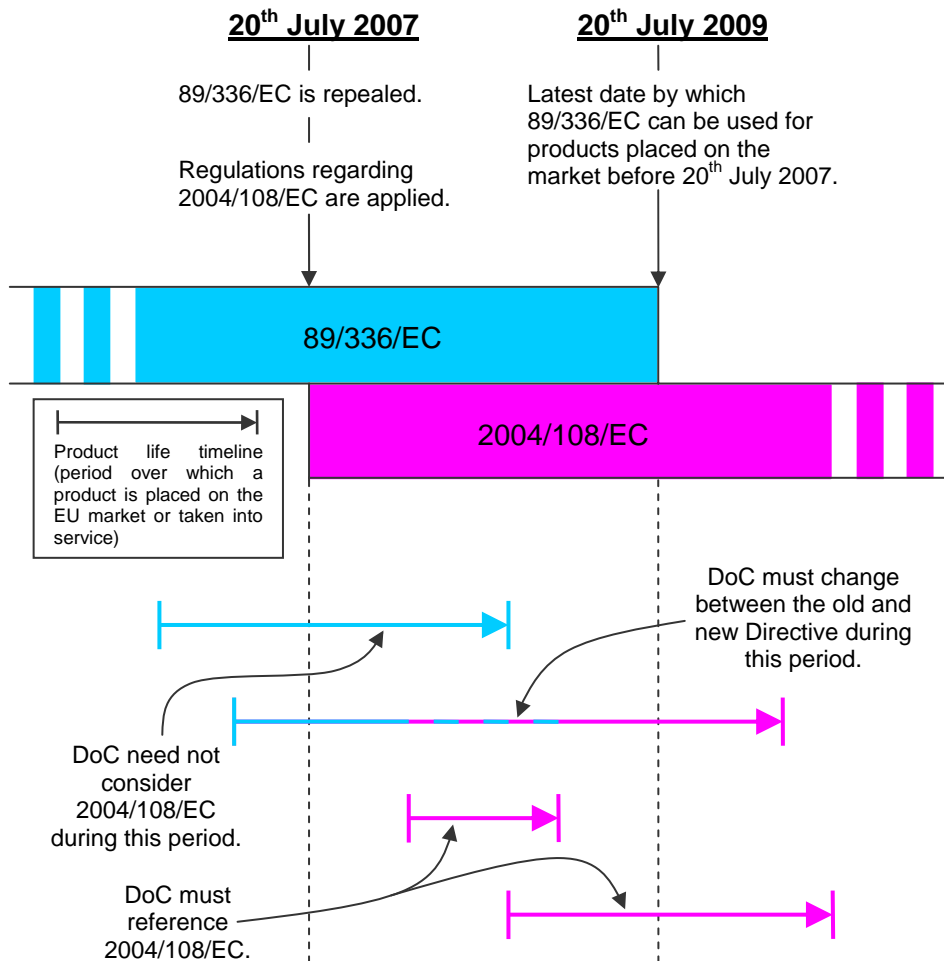 20th July 2007
20th July 2009
89/336/EC is repealed.
Regulations regarding
2004/108/EC are applied.
Latest date by which
89/336/EC can be used for
products placed on the
market before 20th July 2007.
89/336/EC
2004/108/EC
Product life timeline
(period over which a
product is placed on the
EU market or taken into
service)
DoC must change
between the old and
new Directive during
this period.
DoC need not
consider
2004/108/EC
during this period.
DoC must
reference
2004/108/EC.